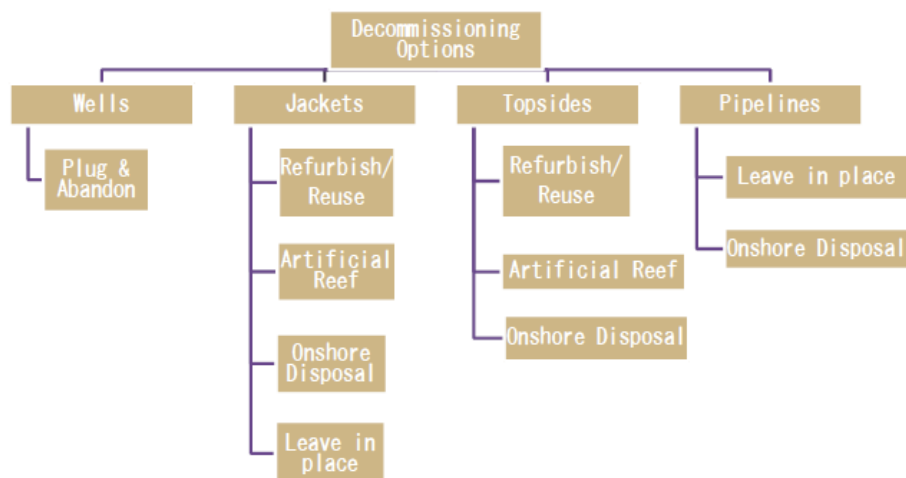 Decommissioning
Options
Wells
Jackets
Topsides
Pipelines
Plug &
Abandon
Refurbish/
Reuse
Artificial
Reef
Onshore
Disposal
Leave in
place
Refurbish/
Reuse
Artificial Reef
Onshore Disposal
Leave in place
Onshore Disposal